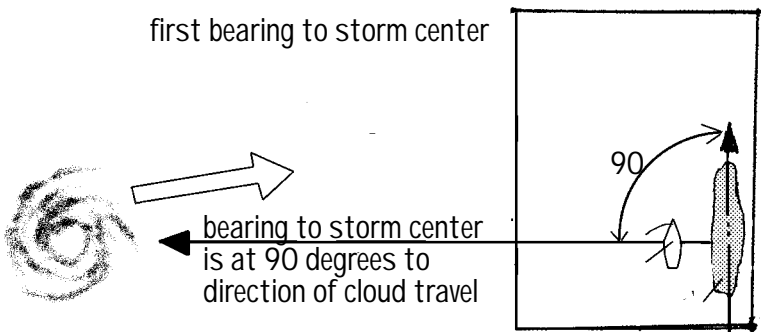 first bearing to storm center
90
bearing to storm center
is at 90 degrees to
direction of cloud travel